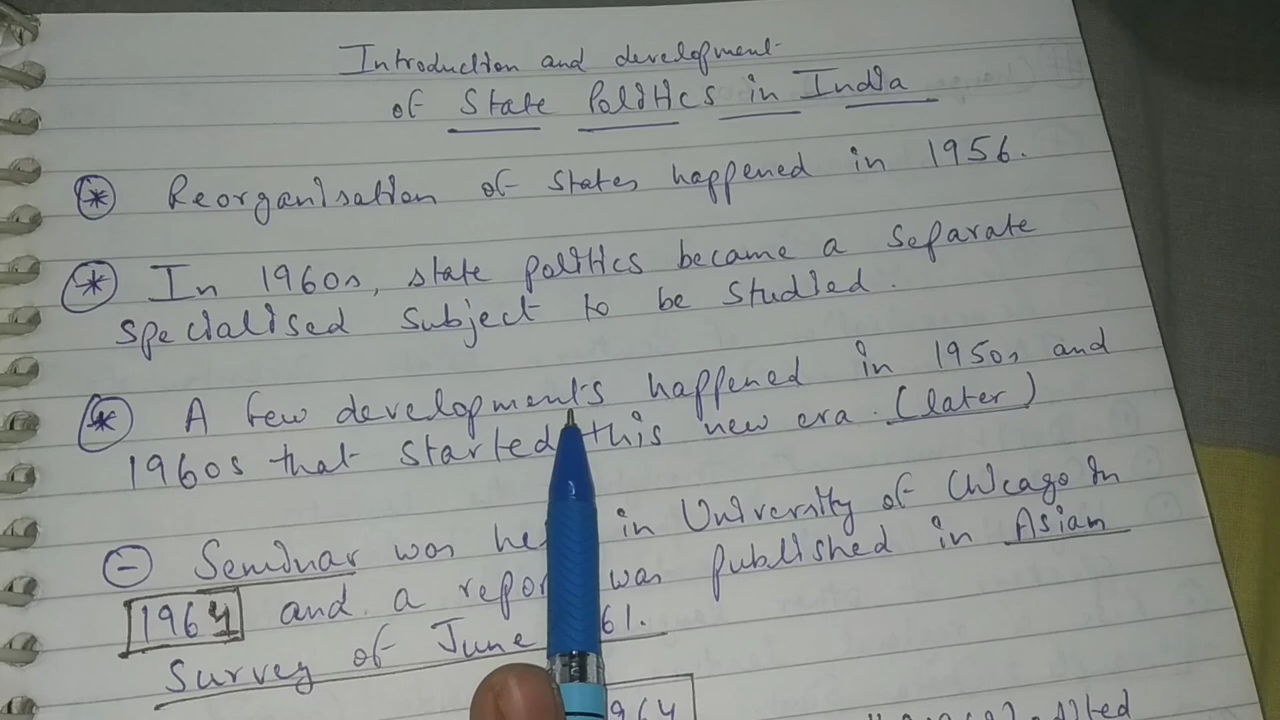 Introduction and development
of State Politics in India
* Reorganisation of States happened in 1956.
* In 1960s, state politics became a separate
specialised subject to be studied.
* A few developments happened in 1950s and
1960s that started this new era. (later)
- Seminar was he in University of Chicago in
1964 and a repor was published in Asian
Survey of June 61.
964 edited